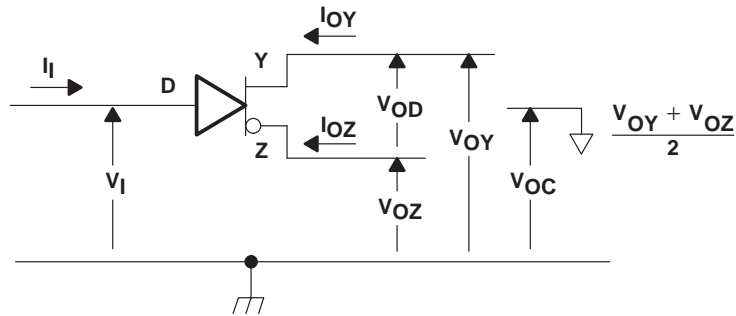 I_OY
I_I
D
Y
I_OZ
Z
V_OD
V_OY
V_I
V_OZ
V_OC
V_OY + V_OZ
2